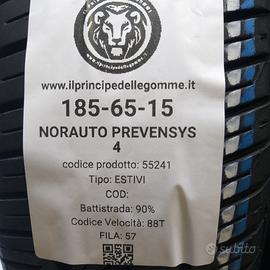 www.ilprincipedellegomme.it
185-65-15
NORAUTO PREVENSYS
4
codice prodotto: 55241
Tipo: ESTIVI
COD:
Battistrada: 90%
Codice Velocità: 88T
FILA: 57
subito